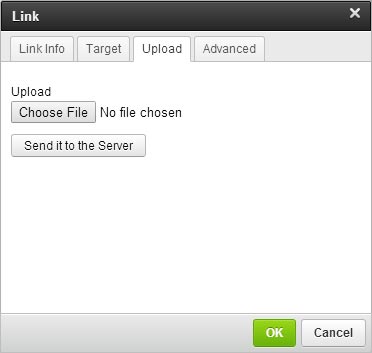 Link
Link Info Target Upload Advanced
Upload
Choose File No file chosen
Send it to the Server
OK Cancel